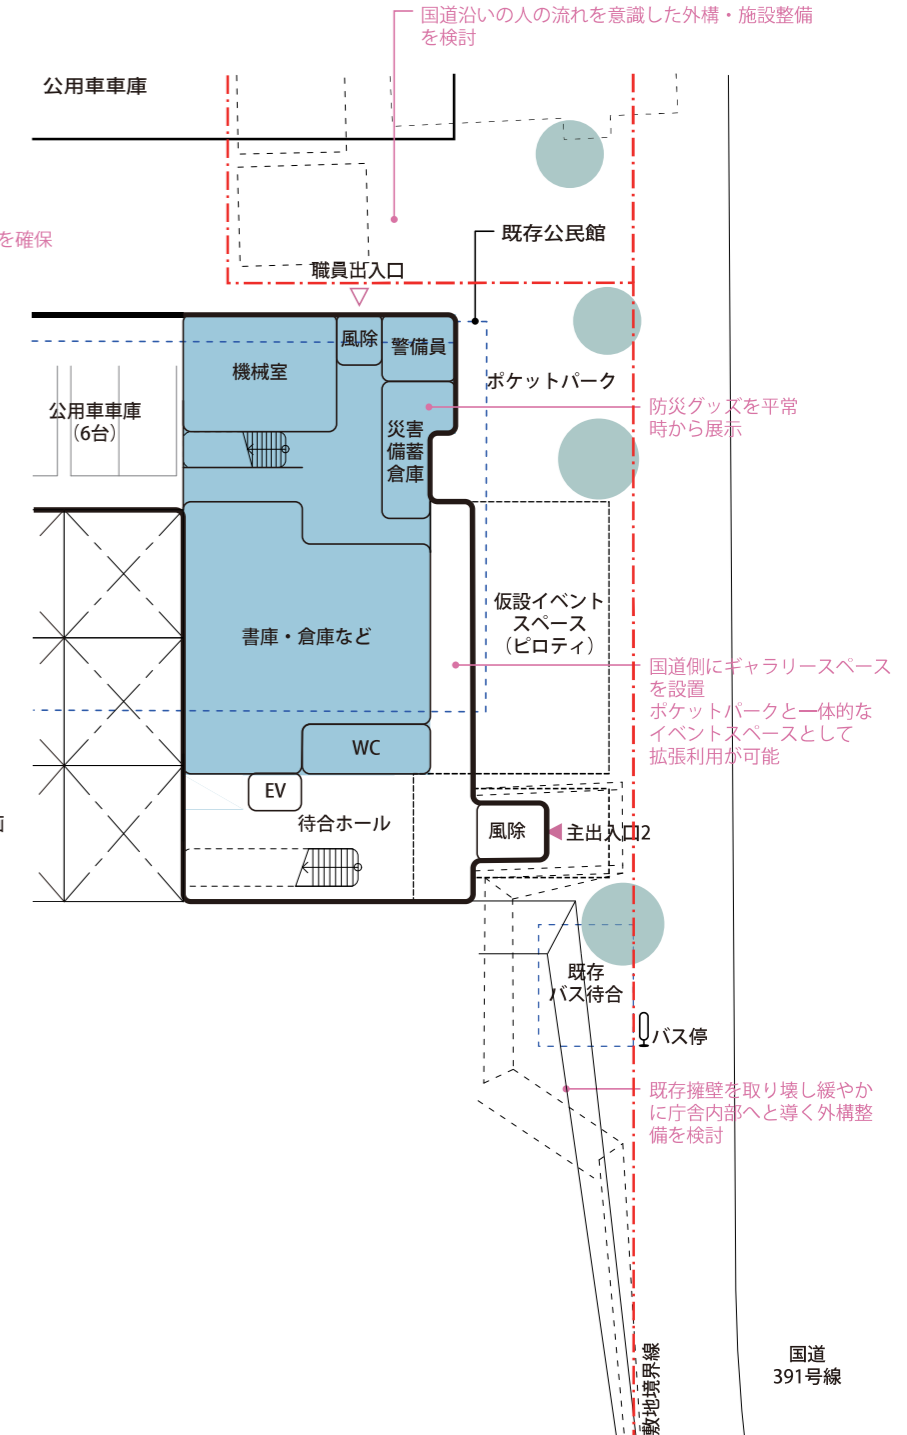 国道沿いの人の流れを意識した外構・施設整備
を検討
公用車車庫
を確保
既存公民館
職員出入口
風除
警備員
機械室
ポケットパーク
公用車車庫
（6台）
防災グッズを平常
時から展示
災害
備蓄
倉庫
仮設イベント
スペース
（ピロティ）
書庫・倉庫など
国道側にギャラリースペース
を設置
ポケットパークと一体的な
イベントスペースとして
拡張利用が可能
WC
EV
待合ホール
風除
主出入口2
既存
バス待合
バス停
既存擁壁を取り壊し緩やか
に庁舎内部へと導く外構整
備を検討
敷地境界線
国道
391号線